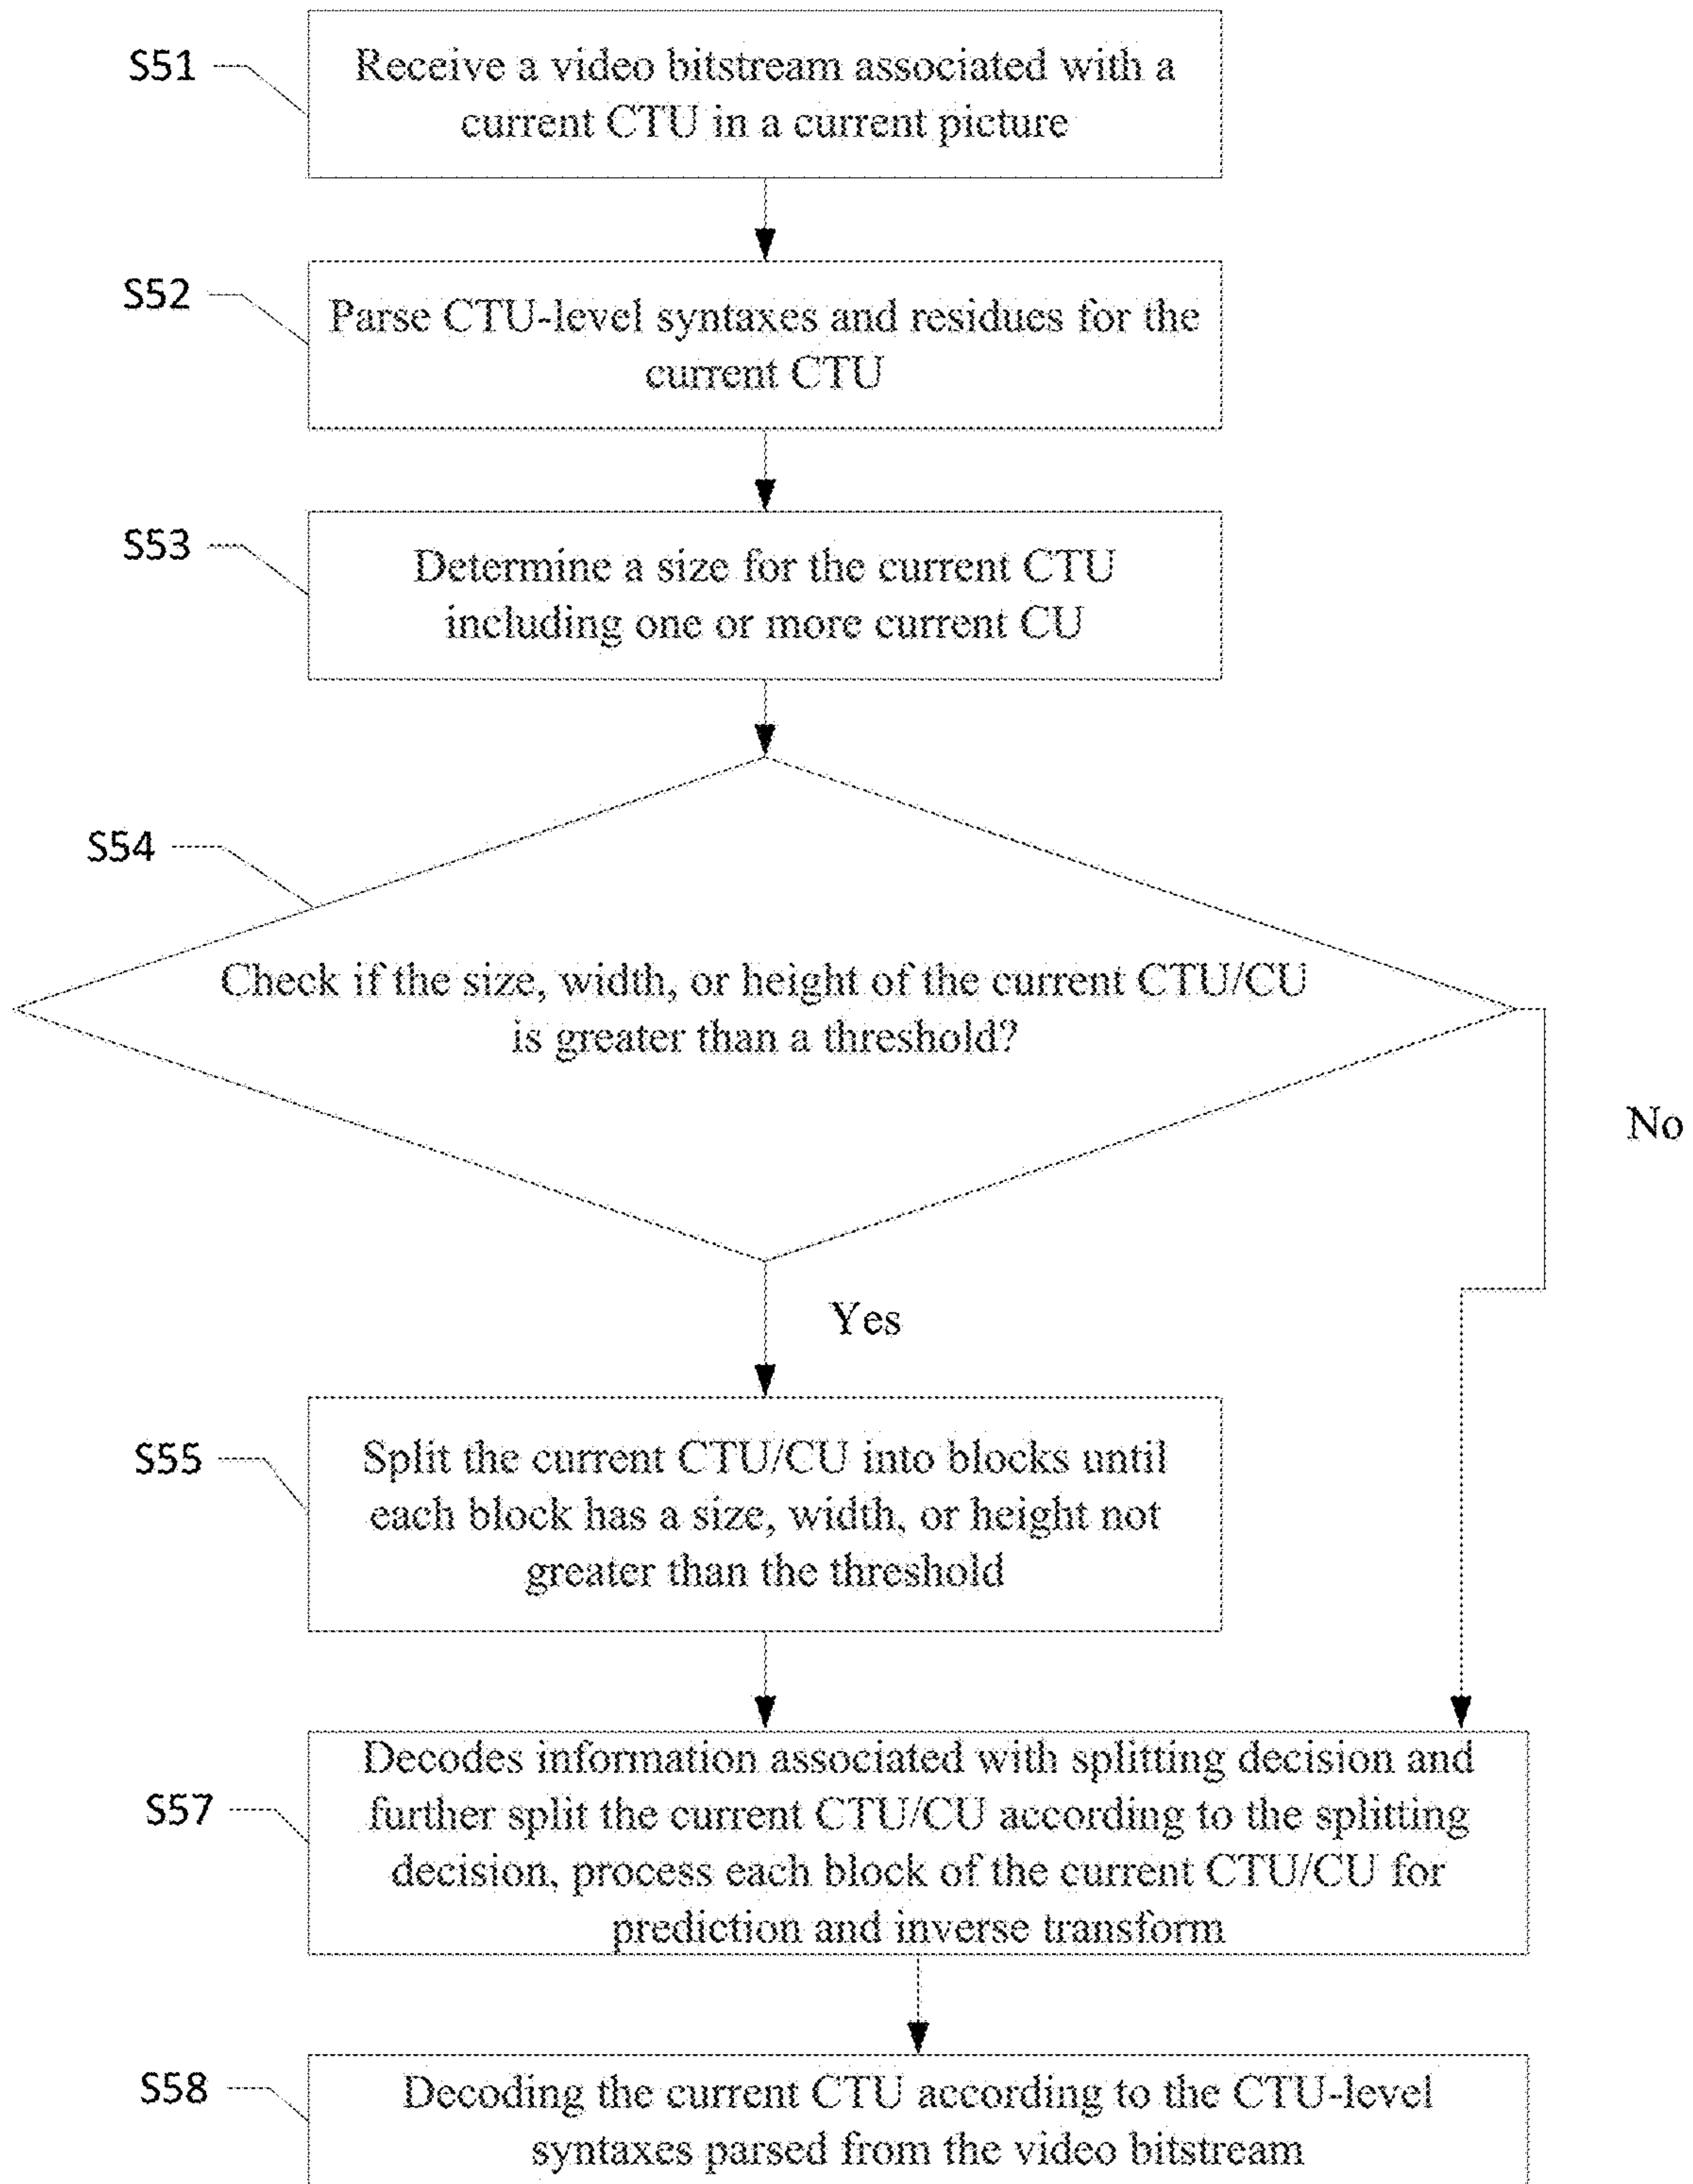 S51
Receive a video bitstream associated with a
current CTU in a current picture
S52
Parse CTU-level syntaxes and residues for the
current CTU
S53
Determine a size for the current CTU
including one or more current CU
S54
Check if the size, width, or height of the current CTU/CU
is greater than a threshold?
No
Yes
S55
Split the current CTU/CU into blocks until
each block has a size, width, or height not
greater than the threshold
S57
Decodes information associated with splitting decision and
further split the current CTU/CU according to the splitting
decision, process each block of the current CTU/CU for
prediction and inverse transform
S58
Decoding the current CTU according to the CTU-level
syntaxes parsed from the video bitstream